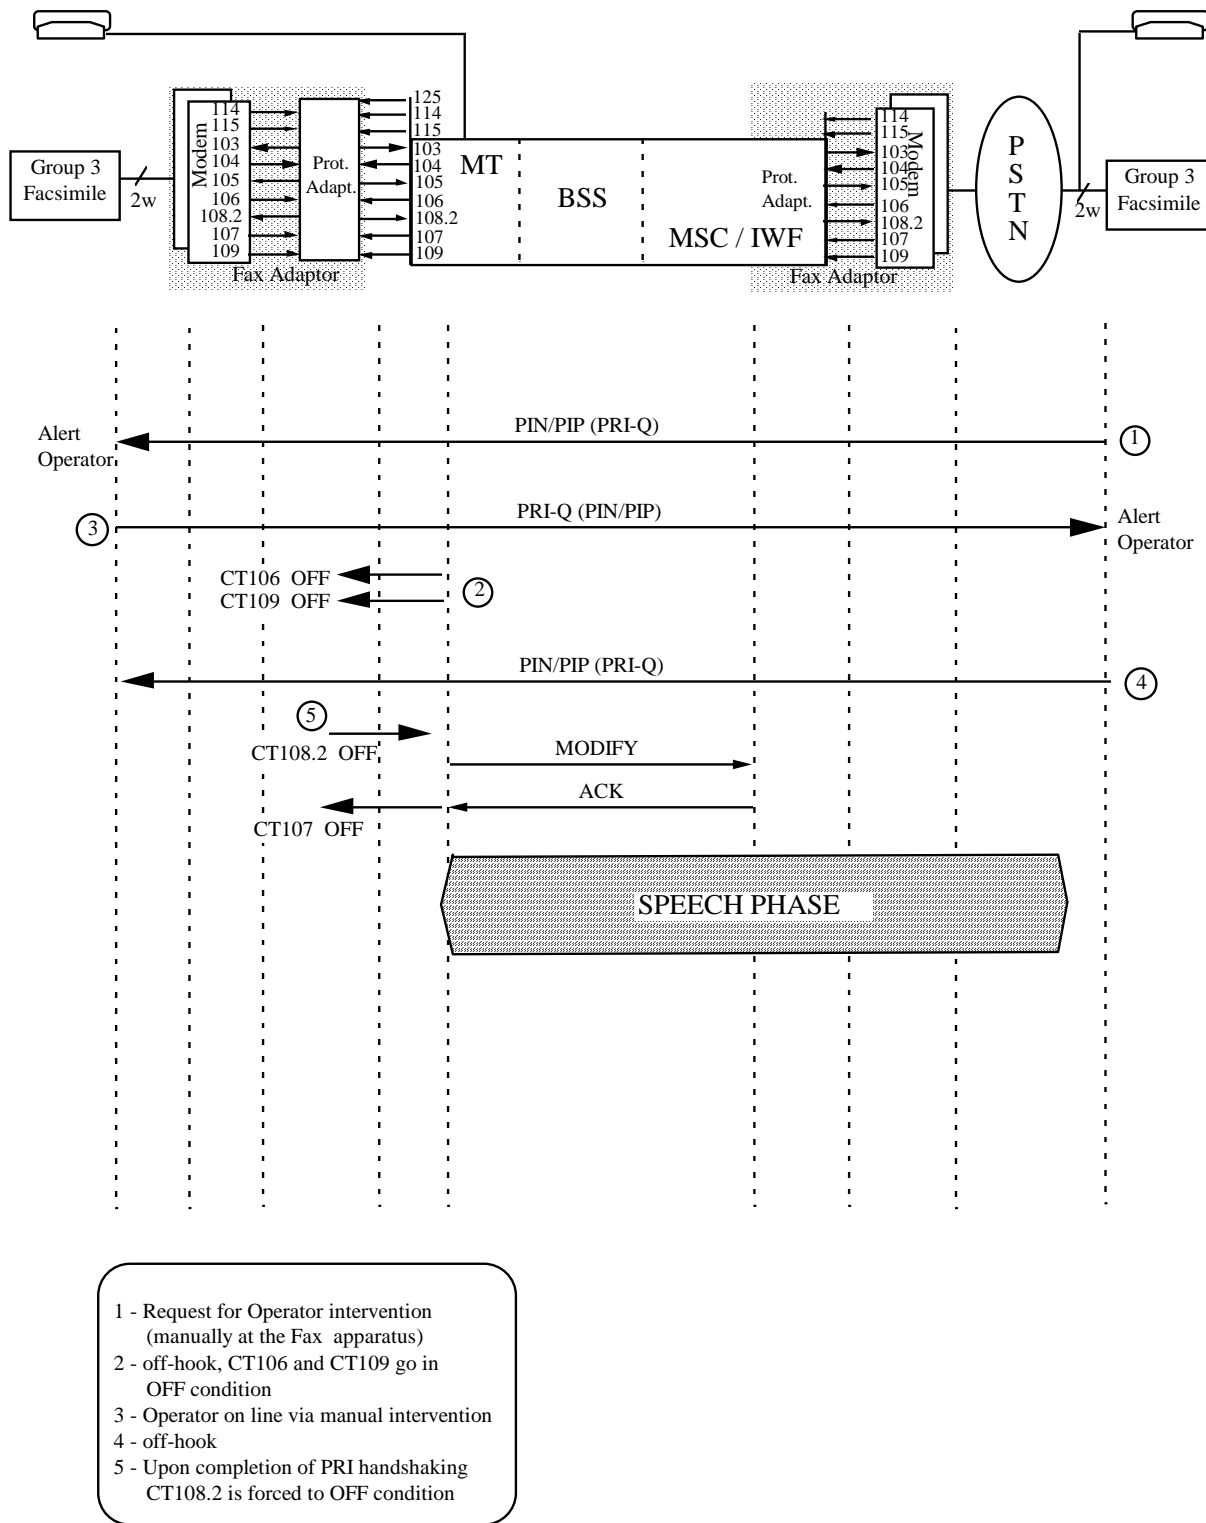 125
114
115
103
104
105
106
108.2
107
109
Modem
Prot.
Adapt.
114
115
103
104
105
106
108.2
107
109
Group 3
Facsimile
2w
Fax Adaptor
MT
BSS
MSC / IWF
Prot.
Adapt.
114
115
103
104
105
106
108.2
107
109
Modem
Fax Adaptor
P
S
T
N
2w
Group 3
Facsimile
PIN/PIP (PRI-Q)
Alert
Operator
1
PRI-Q (PIN/PIP)
3
Alert
Operator
CT106 OFF
CT109 OFF
2
PIN/PIP (PRI-Q)
4
5
CT108.2 OFF
MODIFY
ACK
CT107 OFF
SPEECH PHASE
1 - Request for Operator intervention
(manually at the Fax apparatus)
2 - off-hook, CT106 and CT109 go in
OFF condition
3 - Operator on line via manual intervention
4 - off-hook
5 - Upon completion of PRI handshaking
CT108.2 is forced to OFF condition